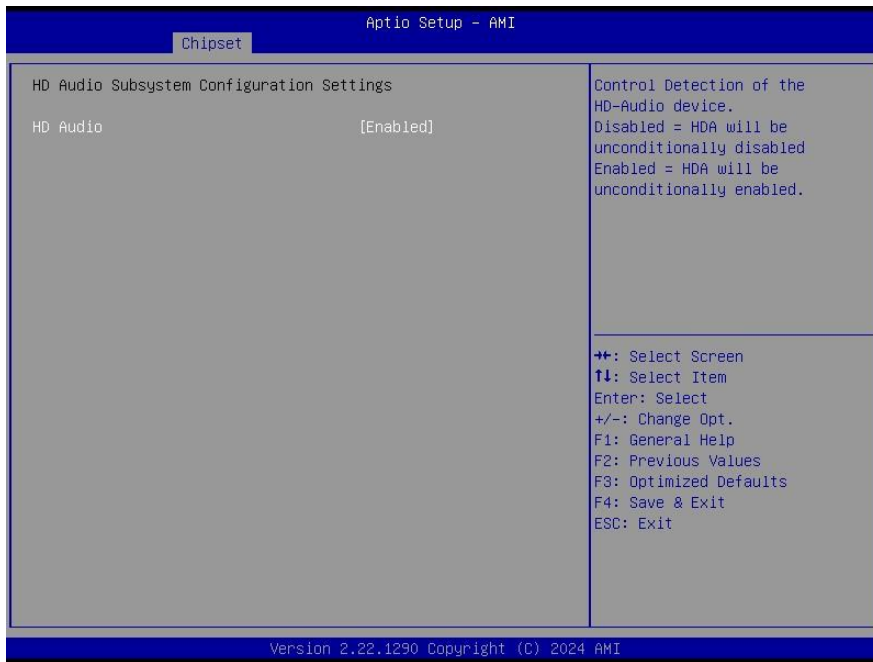 Aptio Setup - AMI
Chipset
HD Audio Subsystem Configuration Settings
HD Audio [Enabled]
Control Detection of the
HD-Audio device.
Disabled = HDA will be
unconditionally disabled
Enabled = HDA will be
unconditionally enabled.
→←: Select Screen
↑↓: Select Item
Enter: Select
+/-: Change Opt.
F1: General Help
F2: Previous Values
F3: Optimized Defaults
F4: Save & Exit
ESC: Exit
Version 2.22.1290 Copyright (C) 2024 AMI